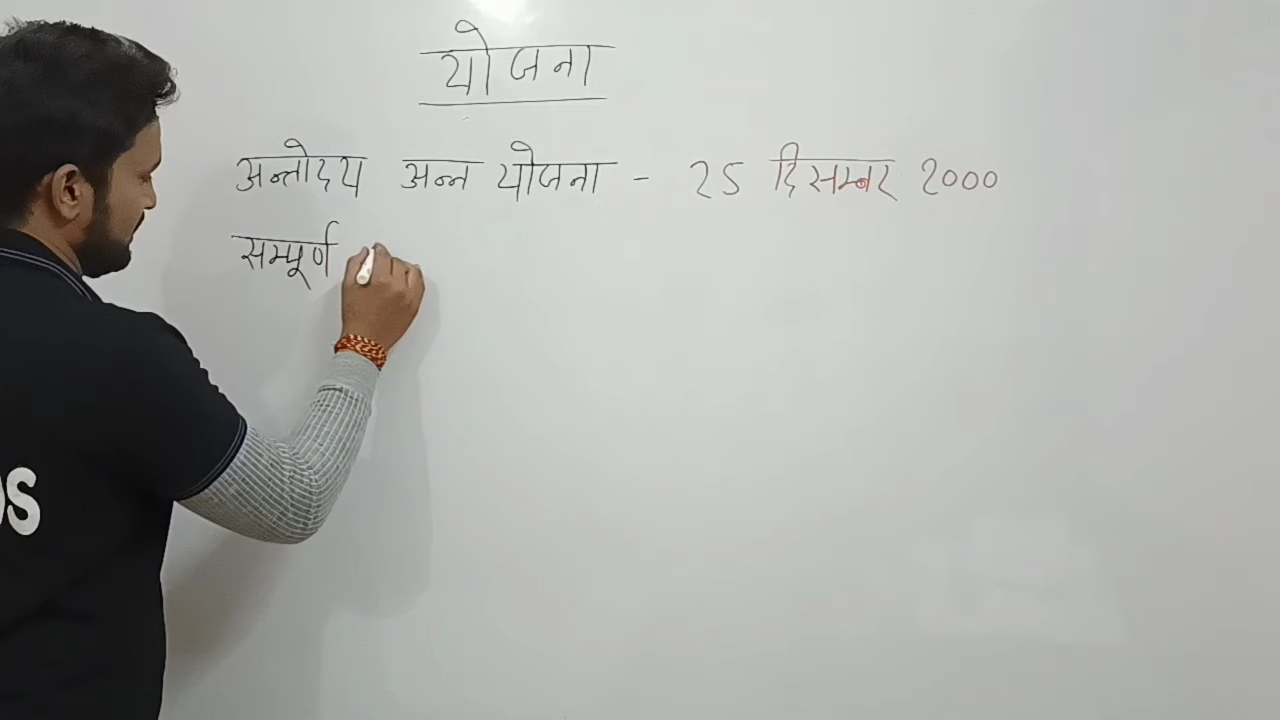 योजना
अन्तोदय अन्न योजना - 25 दिसम्बर 2000
सम्पूर्ण